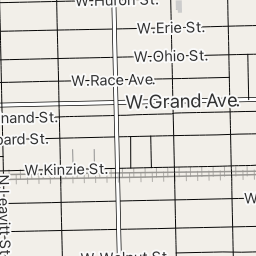 W. Huron St.
W. Erie St.
W. Ohio St.
W. Race Ave.
W. Grand Ave.
nand St.
bard St.
W. Kinzie St.
N. Leavitt St.
W.
W. Walnut St.